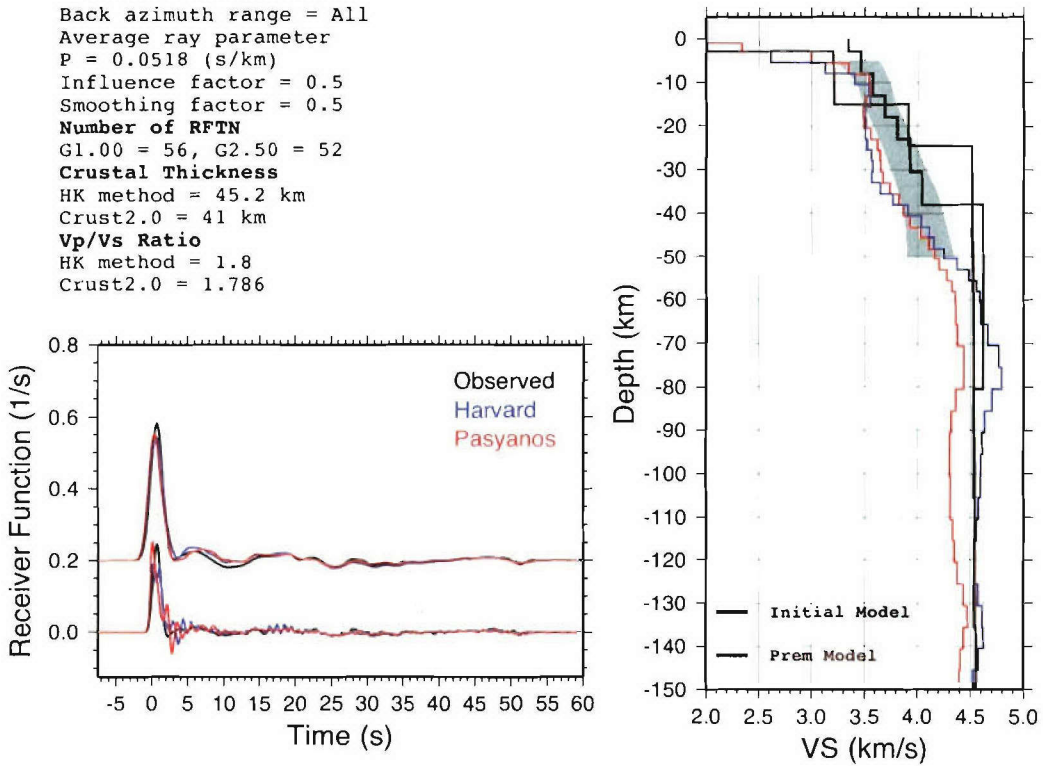 Back azimuth range = All
Average ray parameter
P = 0.0518 (s/km)
Influence factor = 0.5
Smoothing factor = 0.5
Number of RFTN
G1.00 = 56, G2.50 = 52
Crustal Thickness
HK method = 45.2 km
Crust2.0 = 41 km
Vp/Vs Ratio
HK method = 1.8
Crust2.0 = 1.786
Receiver Function (1/s)
0.8
0.6
0.4
0.2
0.0
Observed
Harvard
Pasyanos
-5 0 5 10 15 20 25 30 35 40 45 50 55 60
Time (s)
Depth (km)
0
-10
-20
-30
-40
-50
-60
-70
-80
-90
-100
-110
-120
-130
-140
-150
Initial Model
Prem Model
2.0 2.5 3.0 3.5 4.0 4.5 5.0
VS (km/s)